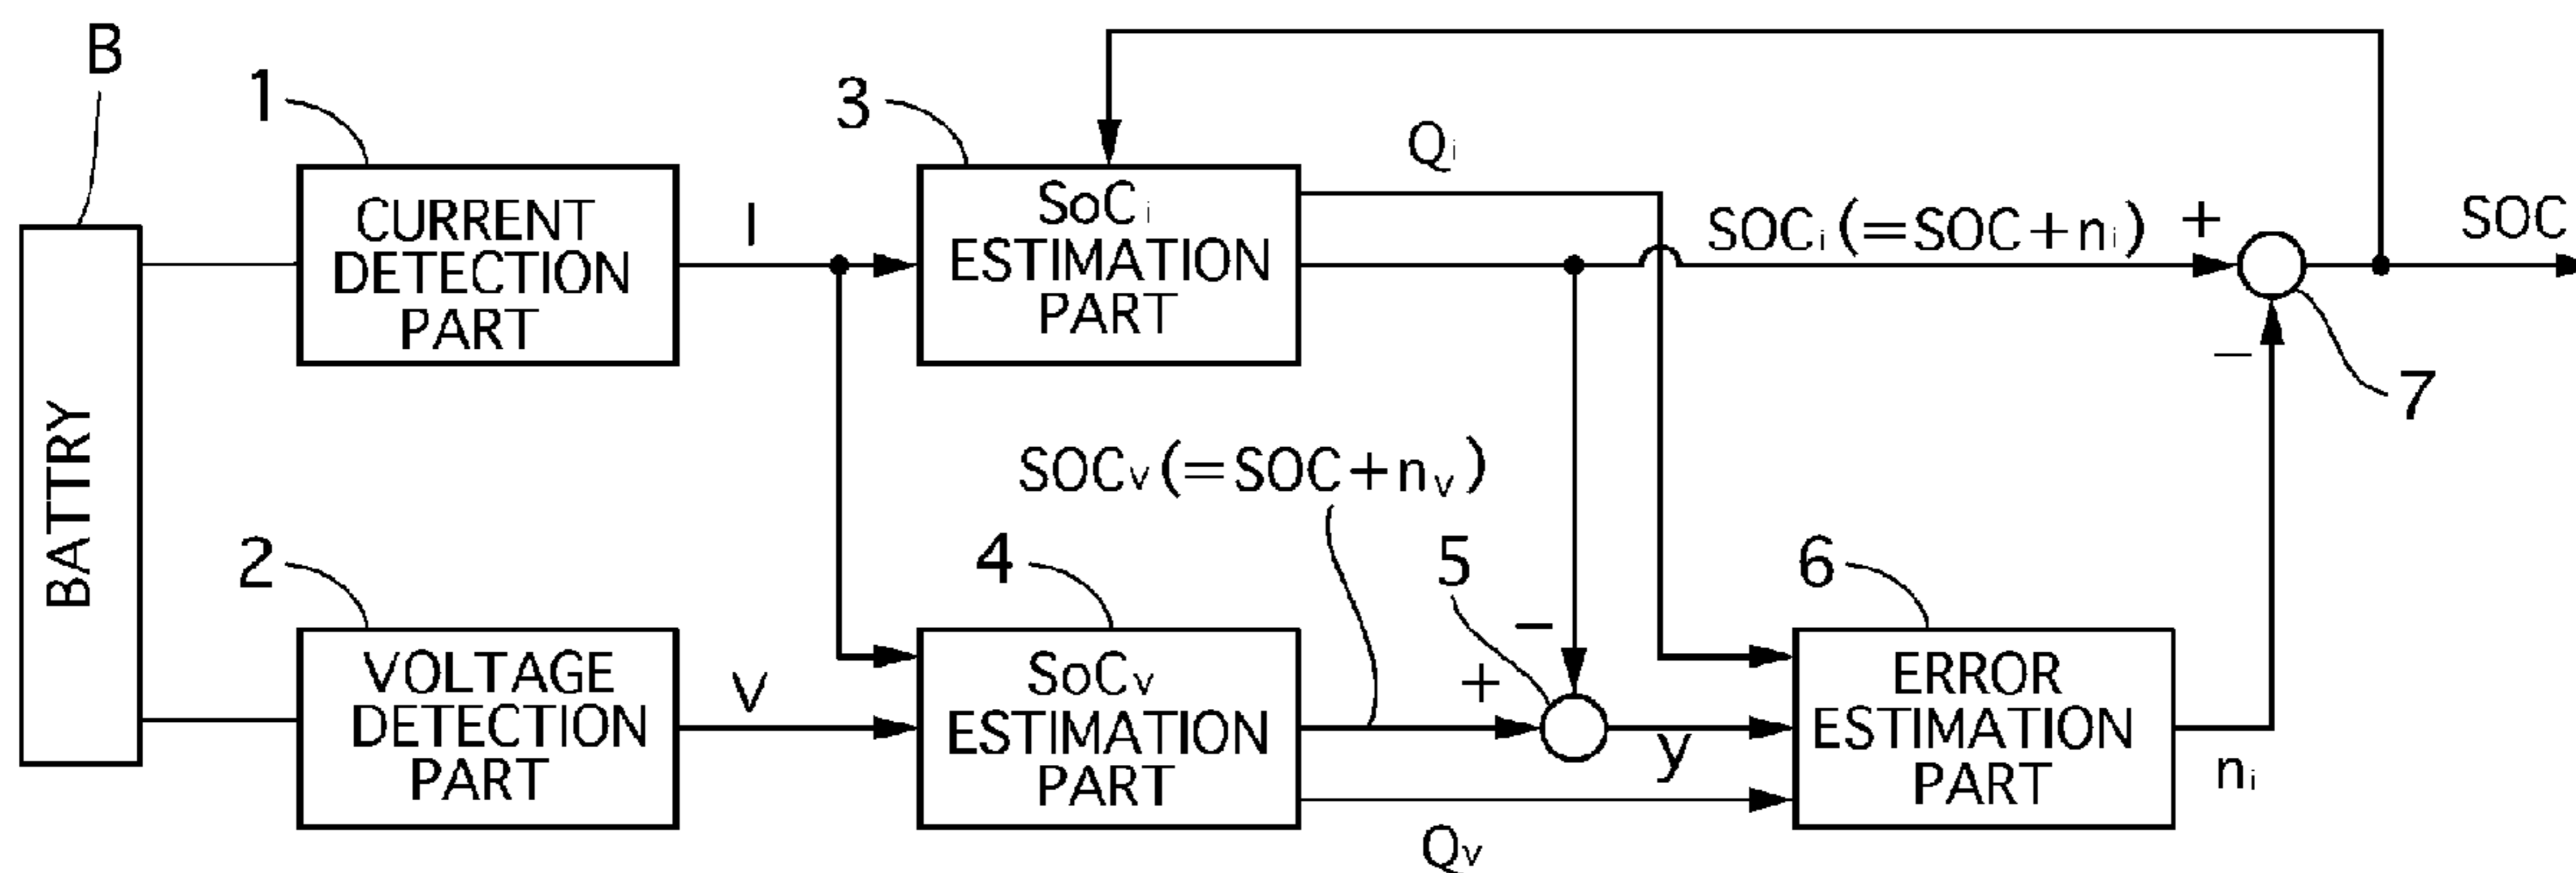 B
1
CURRENT
DETECTION
PART
I
3
SoCi
ESTIMATION
PART
Qi
SOCi(=SOC+ni)
+
−
7
SOC
BATTRY
2
VOLTAGE
DETECTION
PART
V
SOCv(=SOC+nv)
4
SoCv
ESTIMATION
PART
5
−
+
y
Qv
6
ERROR
ESTIMATION
PART
ni